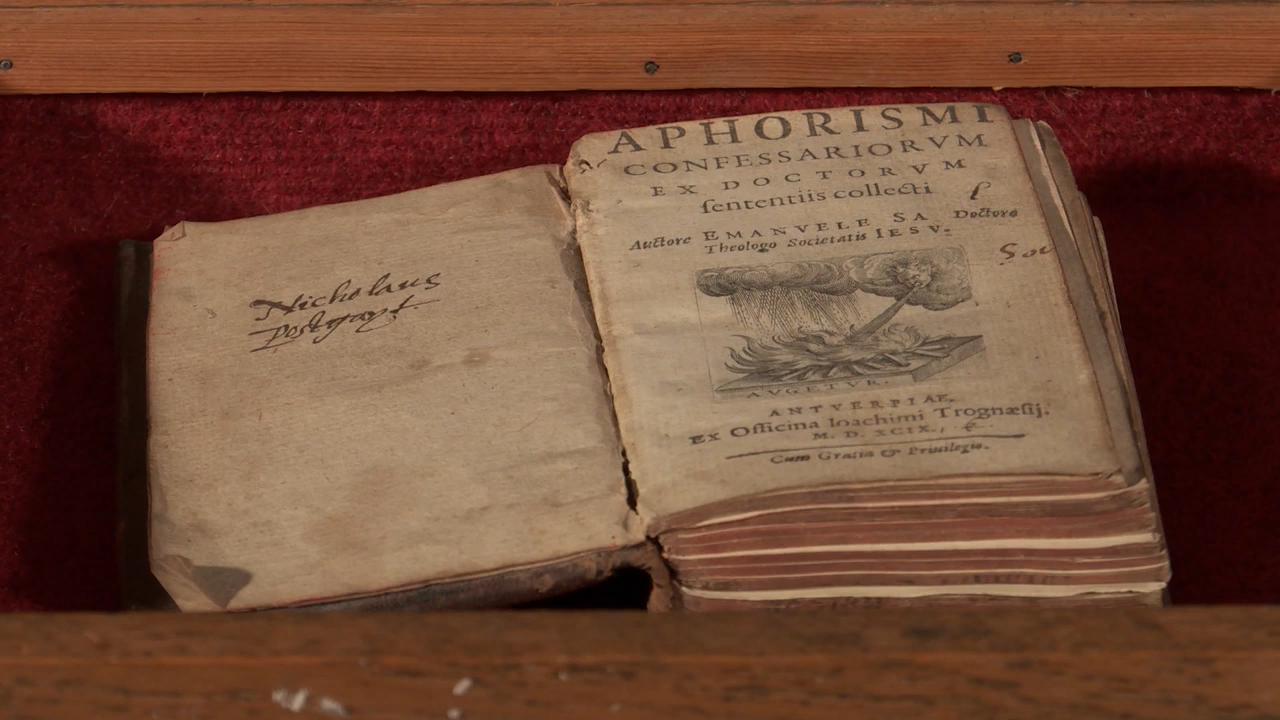 Nicholaus
Postgayt.
APHORISMI
CONFESSARIORVM
EX DOCTORVM
ſententiis collecti
Auctore EMANVELE SA Doctore
Theologo Societatis IESV.
AVGETVR.
ANTVERPIAE,
EX Officina Ioachimi Trognæſij.
M. D. XCIX.
Cum Gratia & Priuilegio.